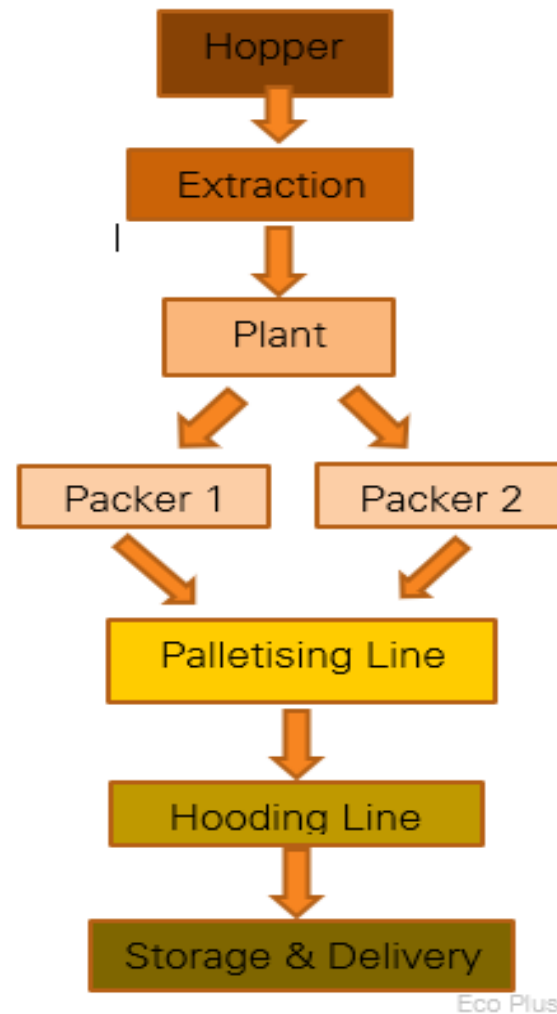 Hopper
Extraction
Plant
Packer 1
Packer 2
Palletising Line
Hooding Line
Storage & Delivery
Eco Plus